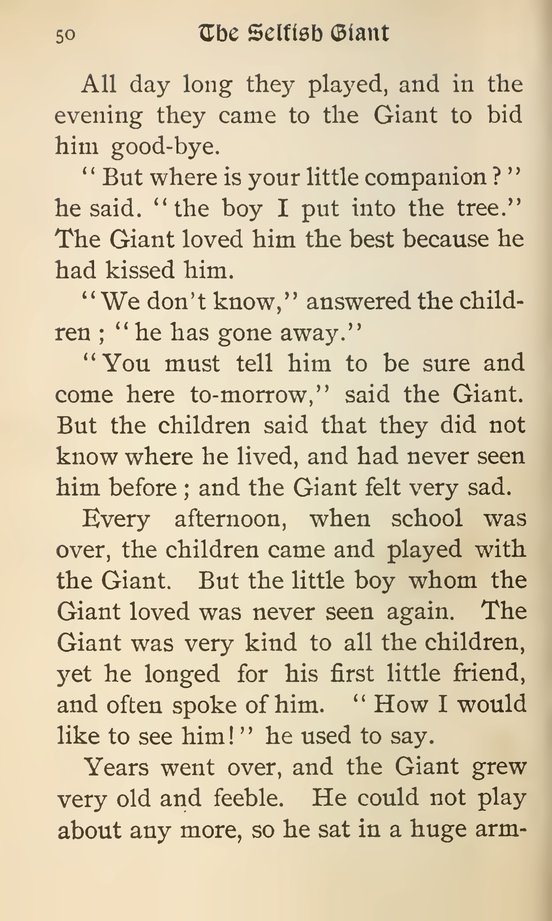 50 The Selfish Giant
All day long they played, and in the
evening they came to the Giant to bid
him good-bye.
"But where is your little companion?"
he said. "the boy I put into the tree."
The Giant loved him the best because he
had kissed him.
"We don't know," answered the child-
ren ; "he has gone away."
"You must tell him to be sure and
come here to-morrow," said the Giant.
But the children said that they did not
know where he lived, and had never seen
him before ; and the Giant felt very sad.
Every afternoon, when school was
over, the children came and played with
the Giant. But the little boy whom the
Giant loved was never seen again. The
Giant was very kind to all the children,
yet he longed for his first little friend,
and often spoke of him. "How I would
like to see him!" he used to say.
Years went over, and the Giant grew
very old and feeble. He could not play
about any more, so he sat in a huge arm-